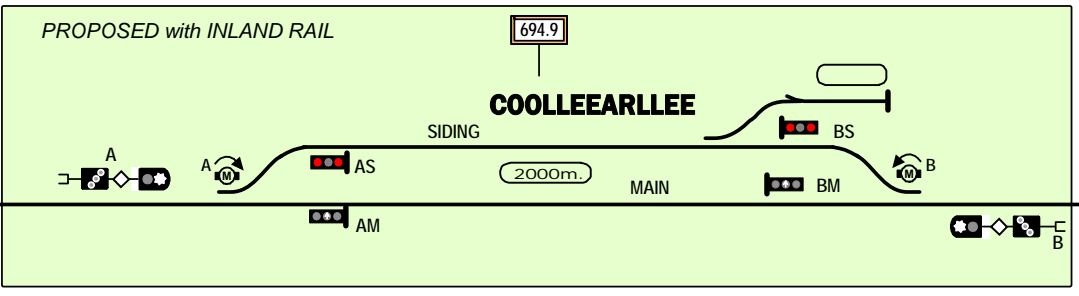 PROPOSED with INLAND RAIL
694.9
COOLLEEARLLEE
SIDING
BS
A
A
M
AS
2000m.
MAIN
BM
M
B
AM
B